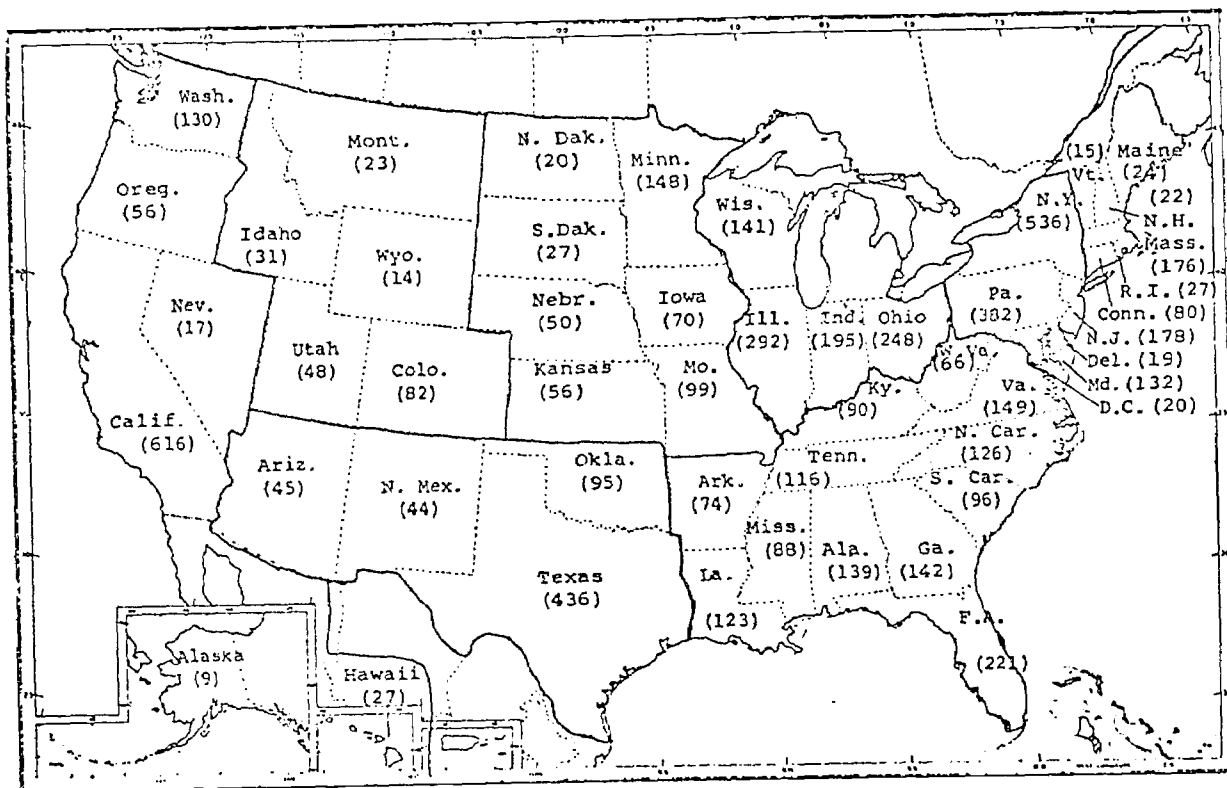 Wash.
(130)
Oreg.
(56)
Calif.
(616)
Nev.
(17)
Idaho
(31)
Mont.
(23)
Wyo.
(14)
Utah
(48)
Colo.
(82)
Ariz.
(45)
N. Mex.
(44)
N. Dak.
(20)
S.Dak.
(27)
Nebr.
(50)
Kansas
(56)
Okla.
(95)
Texas
(436)
Minn.
(148)
Iowa
(70)
Mo.
(99)
Ark.
(74)
La.
(123)
Wis.
(141)
Ill.
(292)
Ind.
(195)
Ohio
(248)
Ky.
(90)
Tenn.
(116)
Miss.
(88)
Ala.
(139)
Ga.
(142)
F.A.
(221)
S. Car.
(96)
N. Car.
(126)
Va.
(149)
W. Va.
(66)
Pa.
(382)
N.Y.
(536)
(15)
Vt.
Maine
(24)
(22)
N.H.
Mass.
(176)
R.I. (27)
Conn. (80)
N.J. (178)
Del. (19)
Md. (132)
D.C. (20)
Alaska
(9)
Hawaii
(27)